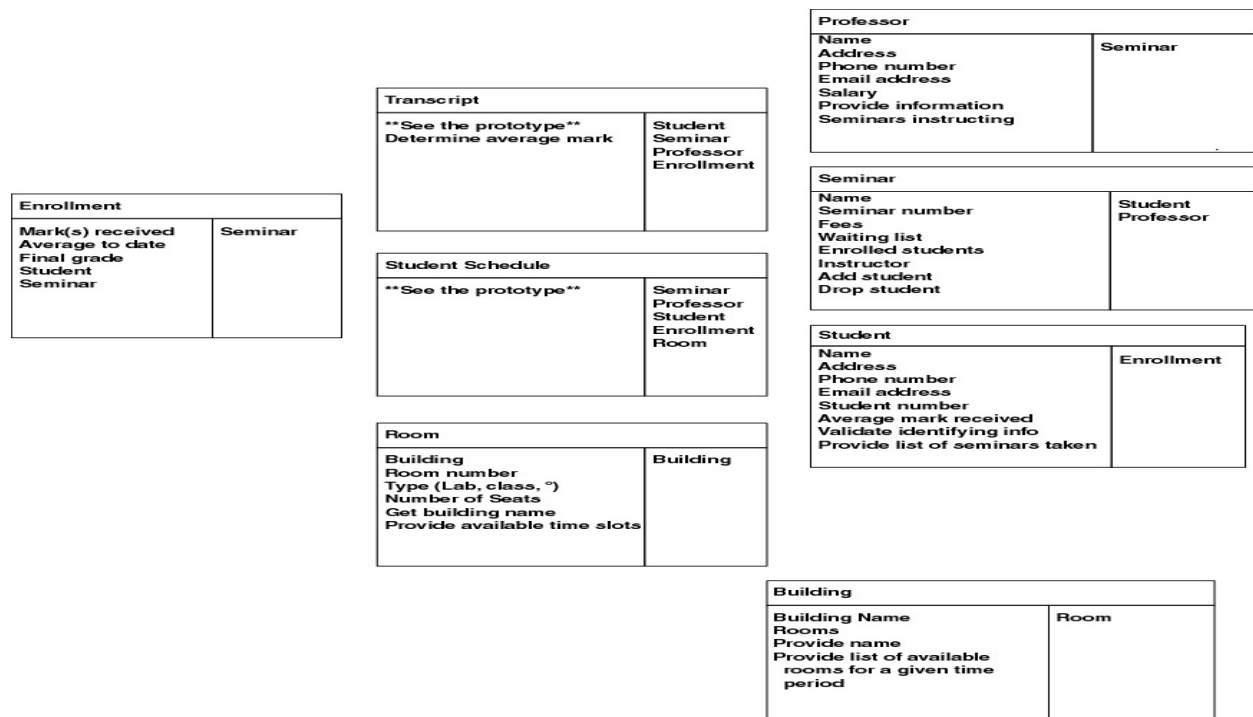 Enrollment
Mark(s) received
Average to date
Final grade
Student
Seminar
Seminar
Transcript
**See the prototype**
Determine average mark
Student
Seminar
Professor
Enrollment
Student Schedule
**See the prototype**
Seminar
Professor
Student
Enrollment
Room
Room
Building
Room number
Type (Lab, class, °)
Number of Seats
Get building name
Provide available time slots
Building
Professor
Name
Address
Phone number
Email address
Salary
Provide information
Seminars instructing
Seminar
Seminar
Name
Seminar number
Fees
Waiting list
Enrolled students
Instructor
Add student
Drop student
Student
Professor
Student
Name
Address
Phone number
Email address
Student number
Average mark received
Validate identifying info
Provide list of seminars taken
Enrollment
Building
Building Name
Rooms
Provide name
Provide list of available
rooms for a given time
period
Room